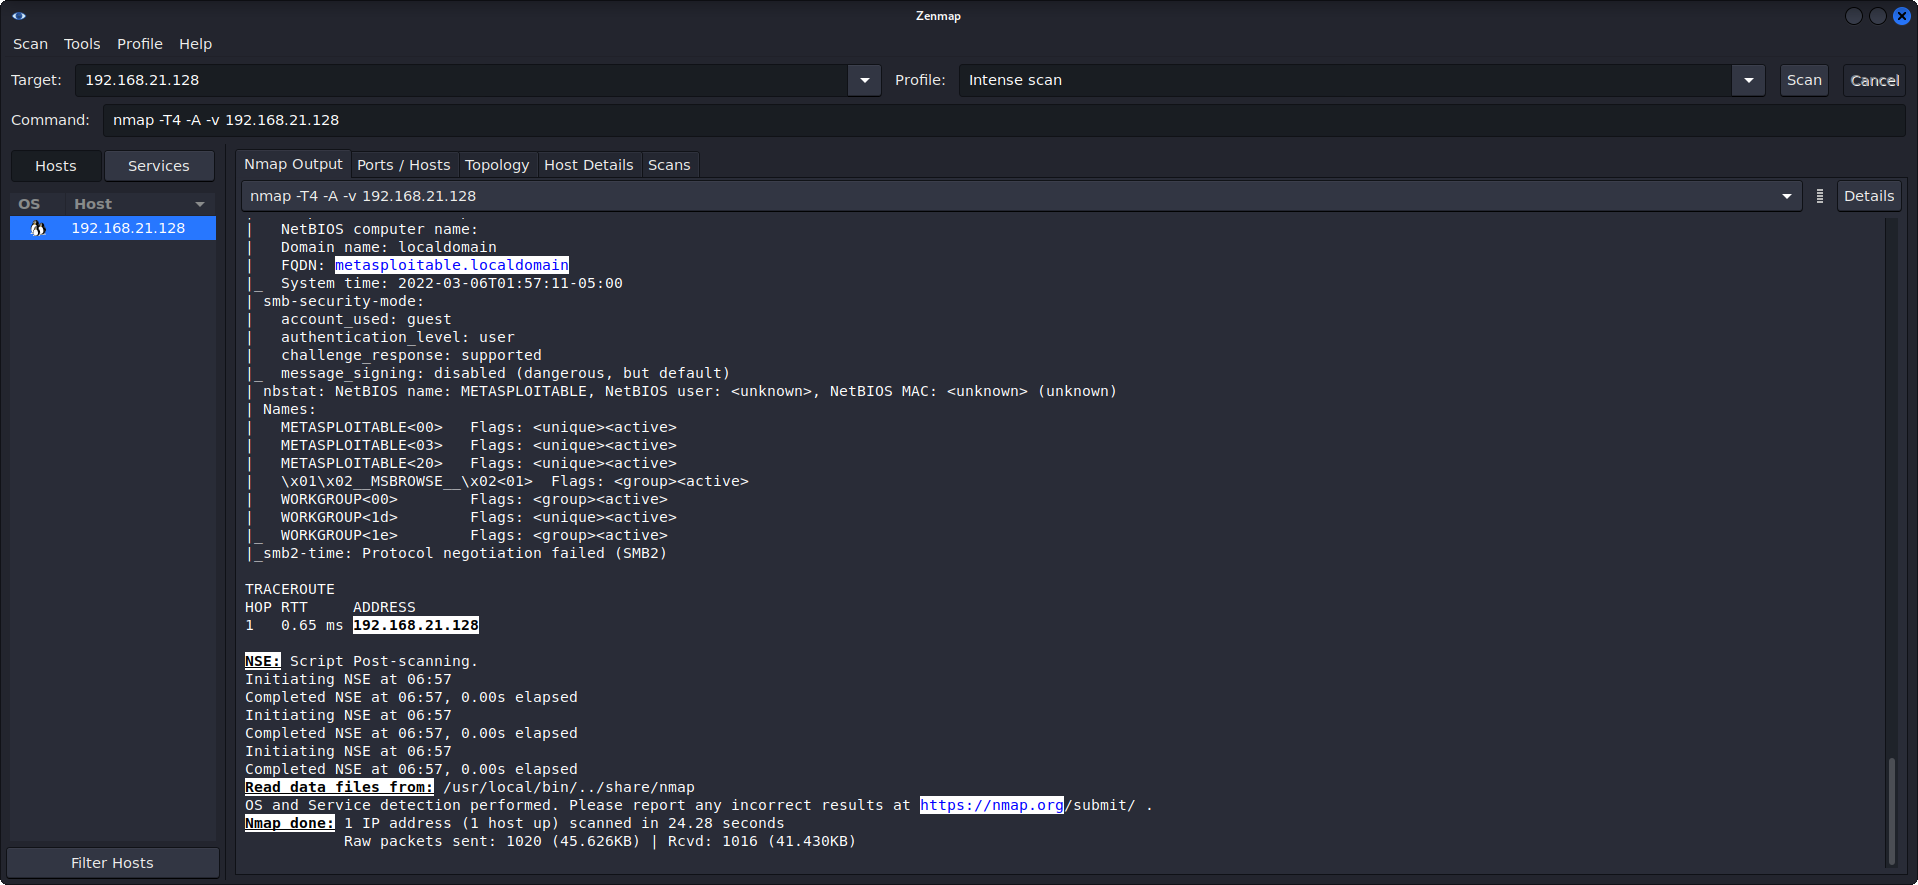 Zenmap
Scan Tools Profile Help
Target: 192.168.21.128 Profile: Intense scan Scan Cancel
Command: nmap -T4 -A -v 192.168.21.128
Hosts Services
OS Host
192.168.21.128
Filter Hosts
Nmap Output Ports / Hosts Topology Host Details Scans
nmap -T4 -A -v 192.168.21.128 Details
|   NetBIOS computer name:
|   Domain name: localdomain
|   FQDN: metasploitable.localdomain
|_  System time: 2022-03-06T01:57:11-05:00
| smb-security-mode:
|   account_used: guest
|   authentication_level: user
|   challenge_response: supported
|_  message_signing: disabled (dangerous, but default)
| nbstat: NetBIOS name: METASPLOITABLE, NetBIOS user: <unknown>, NetBIOS MAC: <unknown> (unknown)
| Names:
|   METASPLOITABLE<00>   Flags: <unique><active>
|   METASPLOITABLE<03>   Flags: <unique><active>
|   METASPLOITABLE<20>   Flags: <unique><active>
|   \x01\x02__MSBROWSE__\x02<01>  Flags: <group><active>
|   WORKGROUP<00>        Flags: <group><active>
|   WORKGROUP<1d>        Flags: <unique><active>
|_  WORKGROUP<1e>        Flags: <group><active>
|_smb2-time: Protocol negotiation failed (SMB2)
TRACEROUTE
HOP RTT     ADDRESS
1   0.65 ms 192.168.21.128
NSE: Script Post-scanning.
Initiating NSE at 06:57
Completed NSE at 06:57, 0.00s elapsed
Initiating NSE at 06:57
Completed NSE at 06:57, 0.00s elapsed
Initiating NSE at 06:57
Completed NSE at 06:57, 0.00s elapsed
Read data files from: /usr/local/bin/../share/nmap
OS and Service detection performed. Please report any incorrect results at https://nmap.org/submit/ .
Nmap done: 1 IP address (1 host up) scanned in 24.28 seconds
Raw packets sent: 1020 (45.626KB) | Rcvd: 1016 (41.430KB)